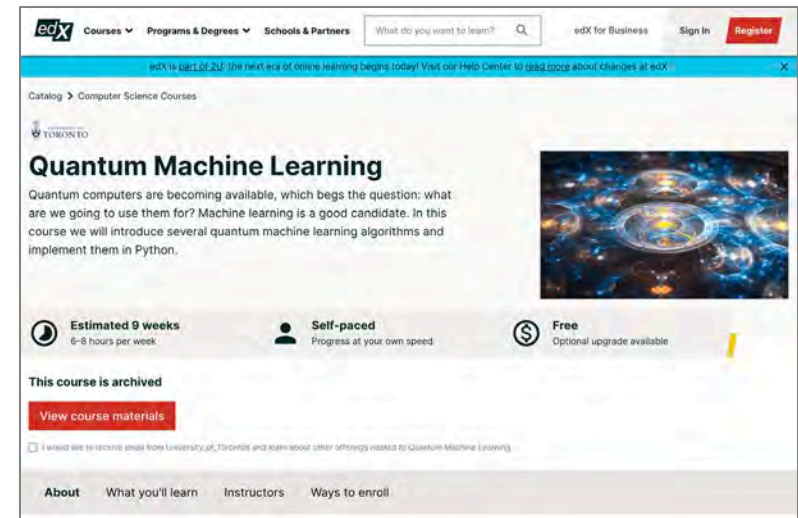 edX Courses Programs & Degrees Schools & Partners What do you want to learn? edX for Business Sign In Register
edX is part of 2U: the next era of online learning begins today! Visit our Help Center to read more about changes at edX ×
Catalog > Computer Science Courses
UNIVERSITY OF
TORONTO
Quantum Machine Learning
Quantum computers are becoming available, which begs the question: what
are we going to use them for? Machine learning is a good candidate. In this
course we will introduce several quantum machine learning algorithms and
implement them in Python.
Estimated 9 weeks
6–8 hours per week
Self-paced
Progress at your own speed
Free
Optional upgrade available
This course is archived
View course materials
I would like to receive email from University_of_TorontoX and learn about other offerings related to Quantum Machine Learning
About What you'll learn Instructors Ways to enroll